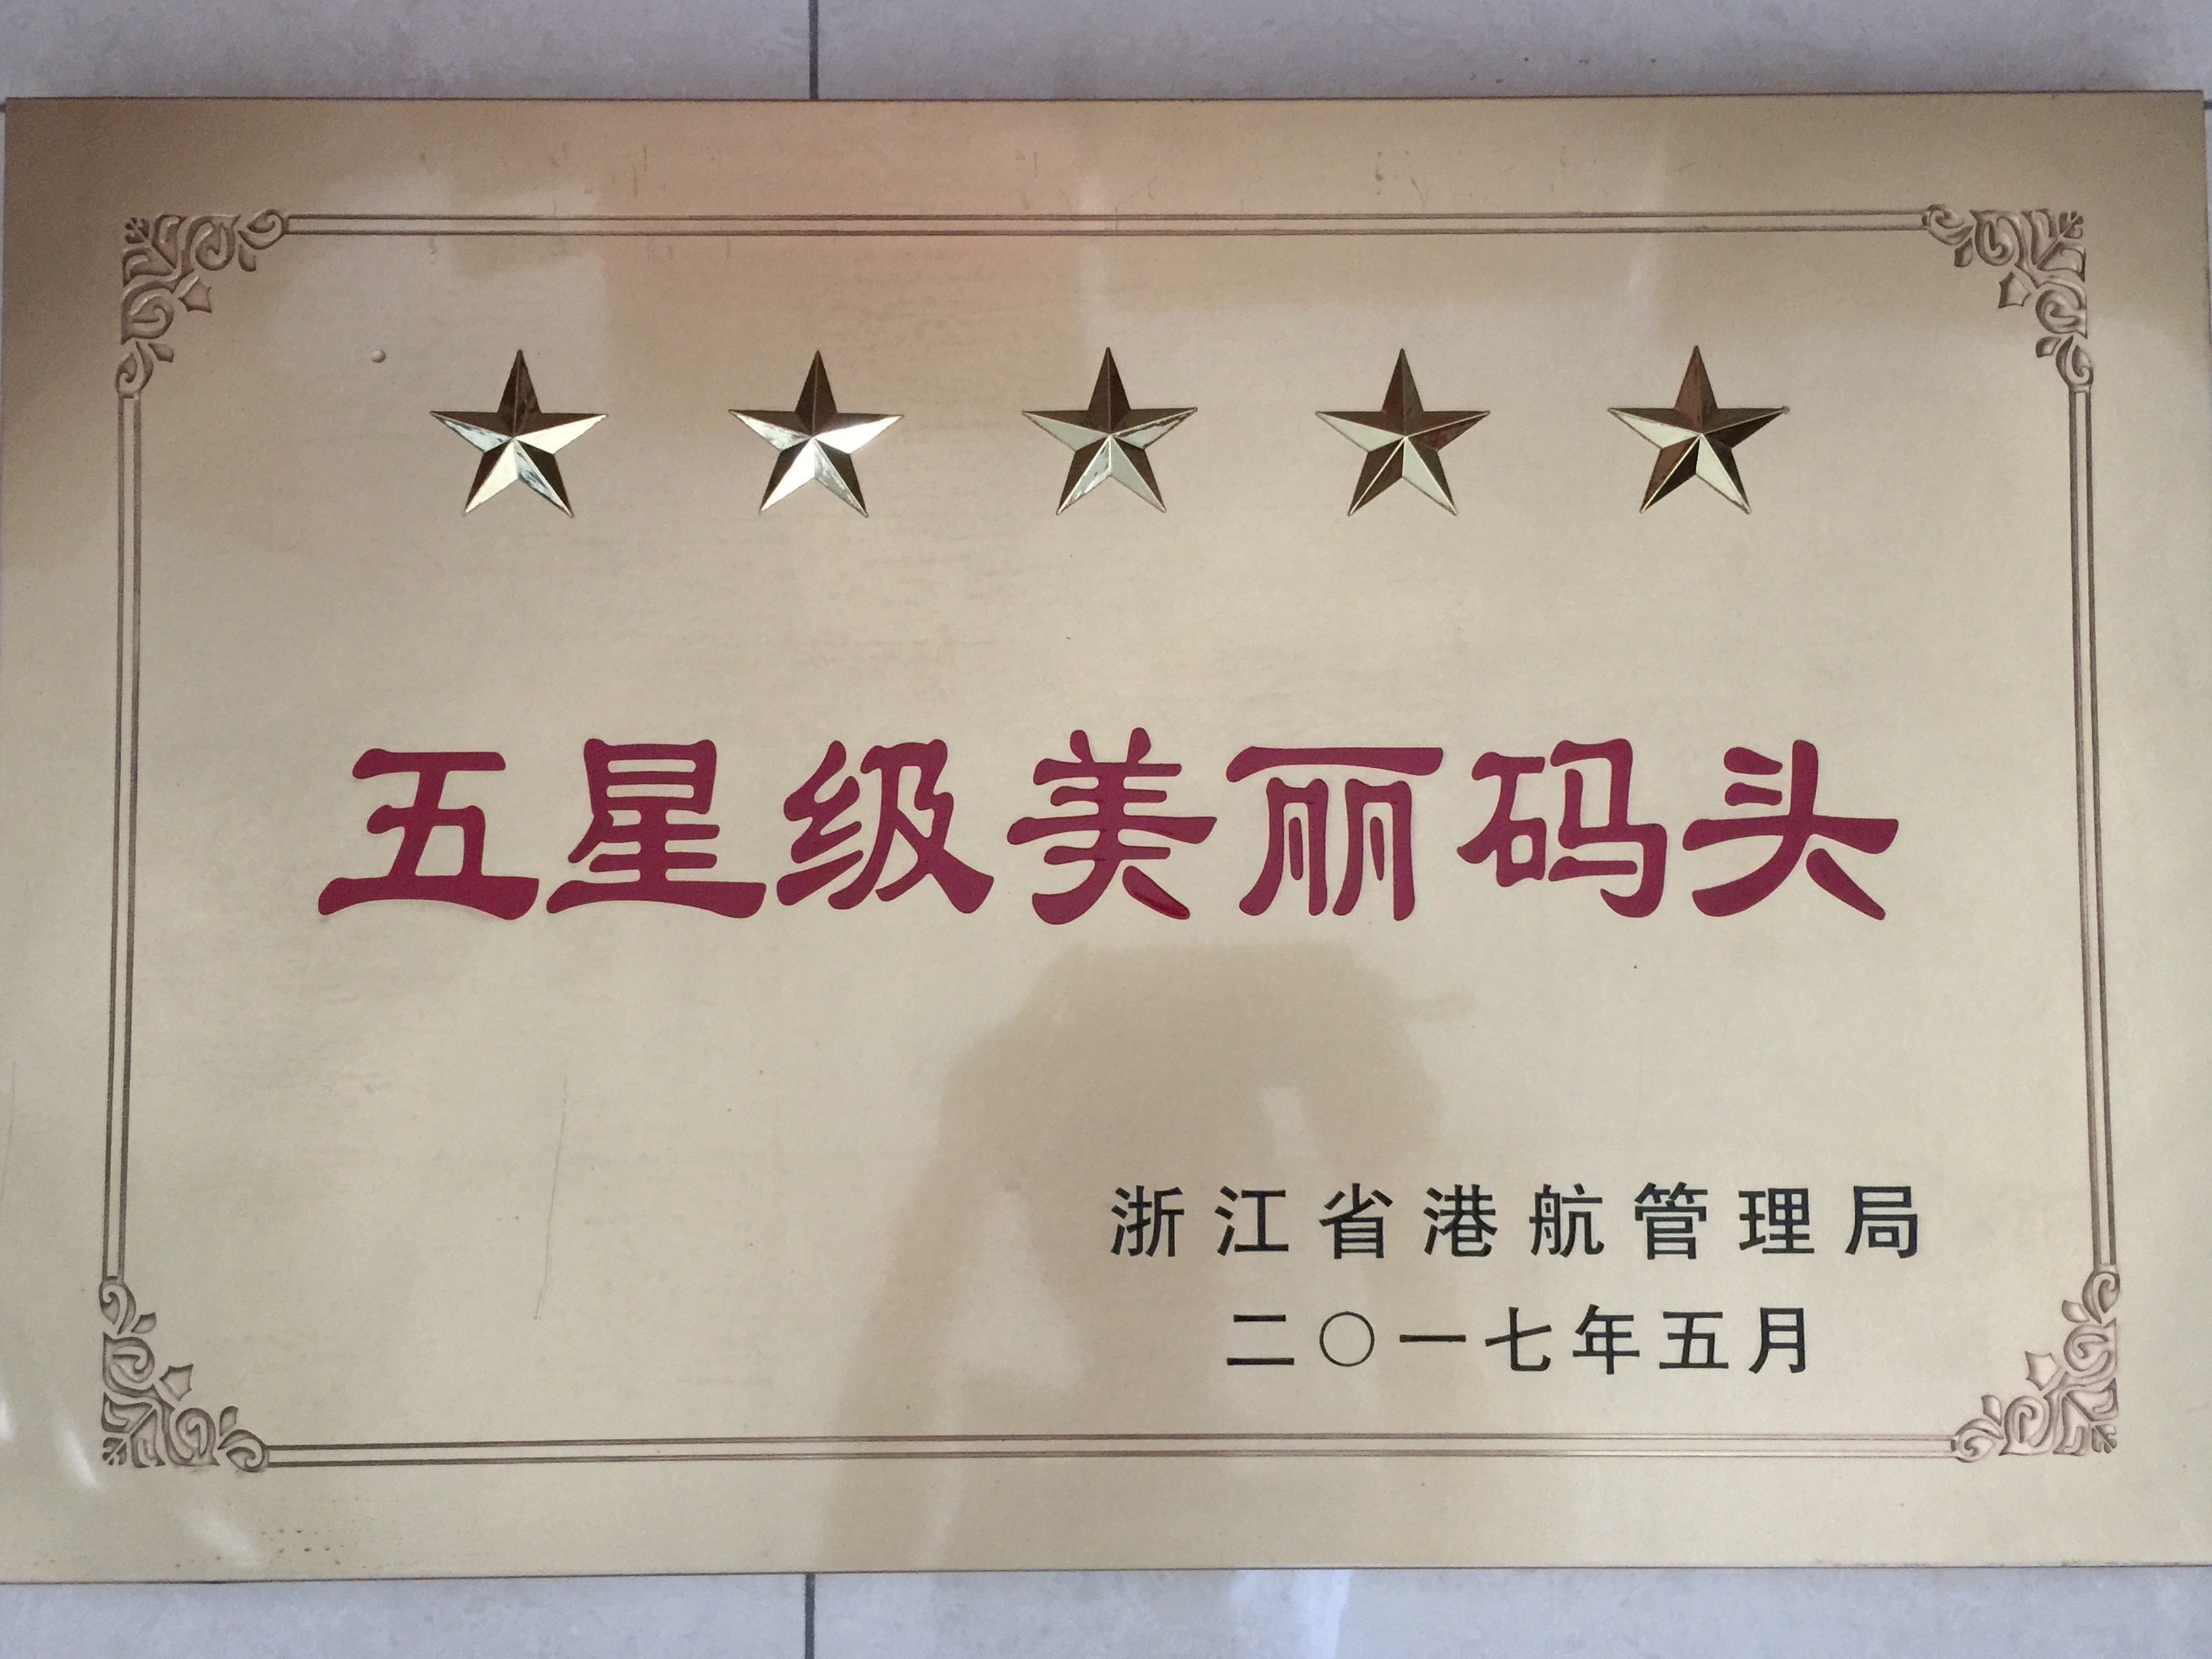 五星级美丽码头
浙江省港航管理局
二〇一七年五月